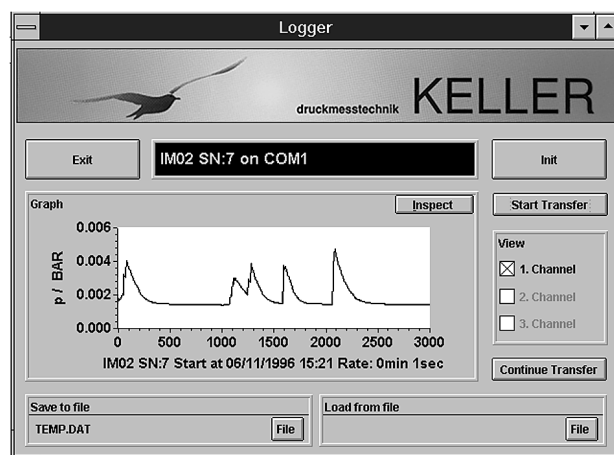 Logger
druckmesstechnik KELLER
Exit
IM02 SN:7 on COM1
Init
Graph
Inspect
Start Transfer
p / BAR
0.006
0.004
0.002
0.000
0 500 1000 1500 2000 2500 3000
IM02 SN:7 Start at 06/11/1996 15:21 Rate: 0min 1sec
View
1. Channel
2. Channel
3. Channel
Continue Transfer
Save to file
TEMP.DAT
File
Load from file
File